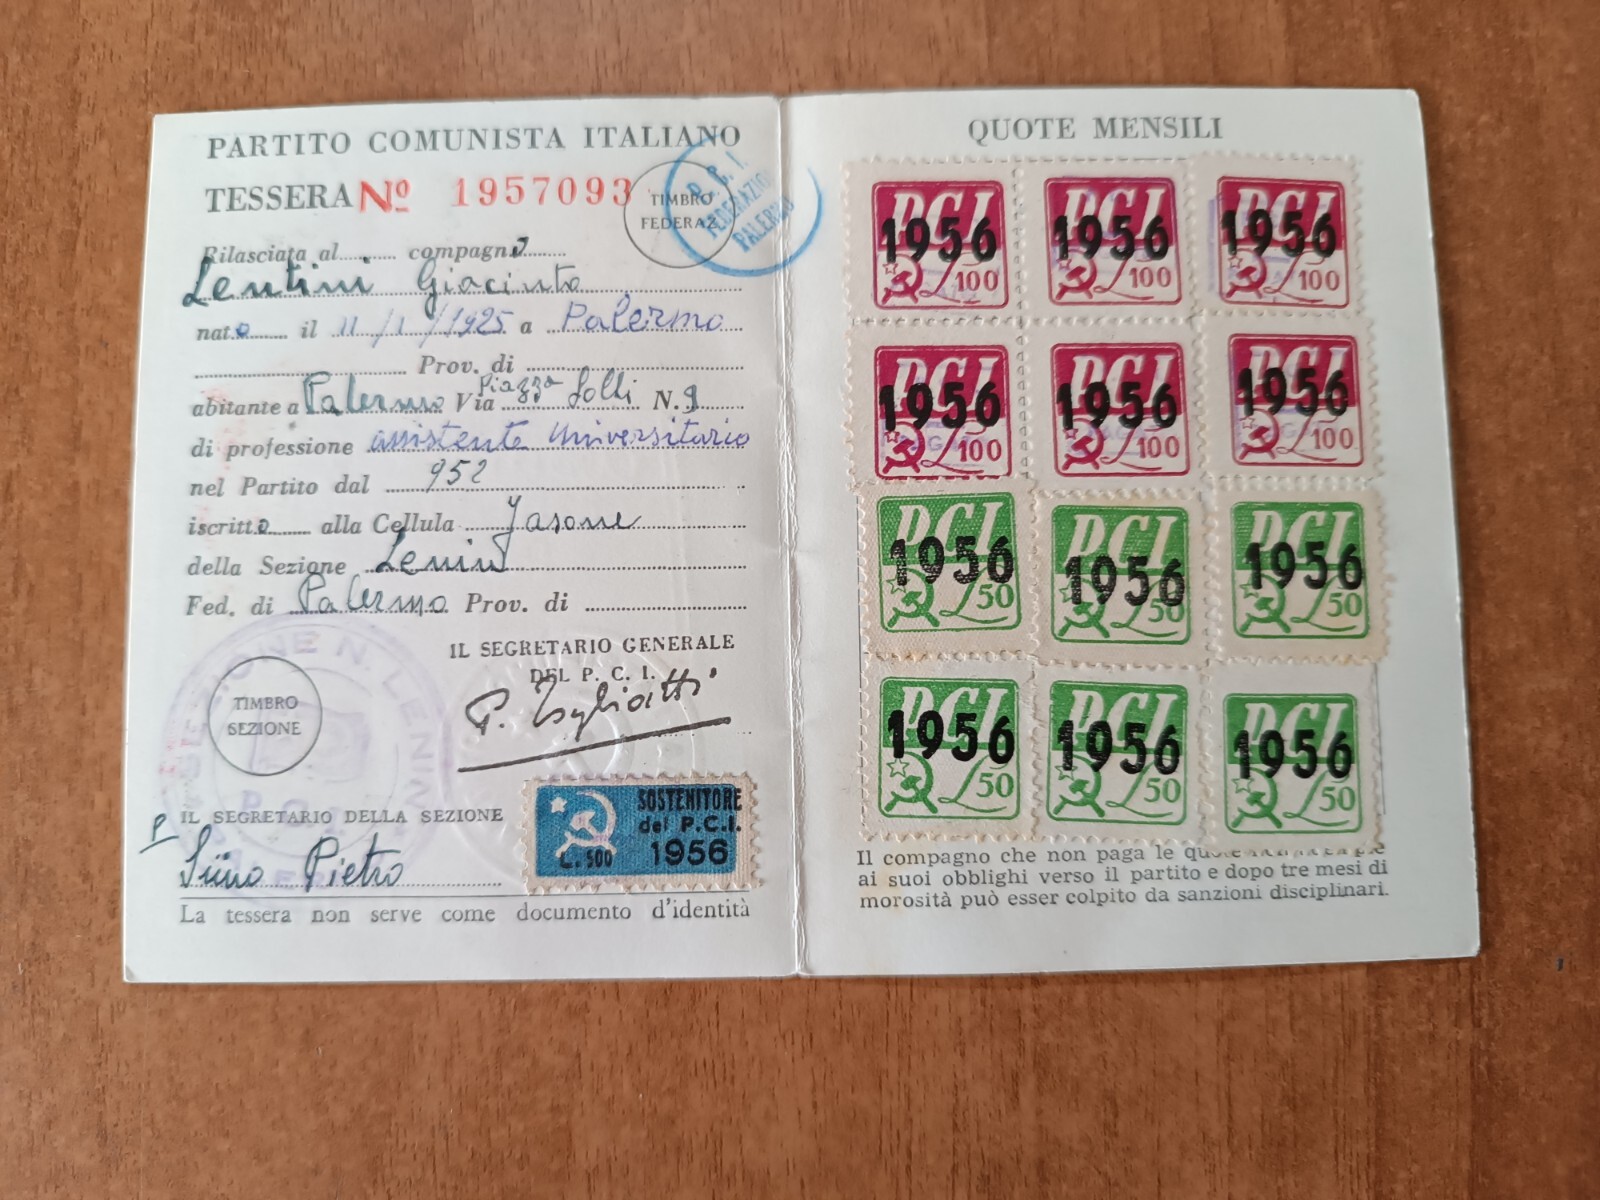 PARTITO COMUNISTA ITALIANO
TESSERA Nº 1957093
TIMBRO
FEDERAZ.
P. C. I.
FEDERAZIO
PALERMO
Rilasciata al........ compagno
Lentini Giacinto
nato il 11/1/1925 a Palermo
Prov. di
abitante a Palermo Via Piazza Lolli N. 9
di professione assistente Universitario
nel Partito dal 952
iscritto alla Cellula Jasone
della Sezione Lenin
Fed. di Palermo Prov. di
IL SEGRETARIO GENERALE
DEL P. C. I.
P. Togliatti
TIMBRO
SEZIONE
SEZIONE N. LENIN
P.C.I.
IL SEGRETARIO DELLA SEZIONE
P
Pietro
SOSTENITORE
del P.C.I.
L. 500 1956
La tessera non serve come documento d'identità
QUOTE MENSILI
PCI 1956 L 100 PCI 1956 L 100 PCI 1956 L 100
PCI 1956 L 100 PCI 1956 L 100 PCI 1956 L 100
PCI 1956 L 50 PCI 1956 L 50 PCI 1956 L 50
PCI 1956 L 50 PCI 1956 L 50 PCI 1956 L 50
Il compagno che non paga le quote
ai suoi obblighi verso il partito e dopo tre mesi di
morosità può esser colpito da sanzioni disciplinari.